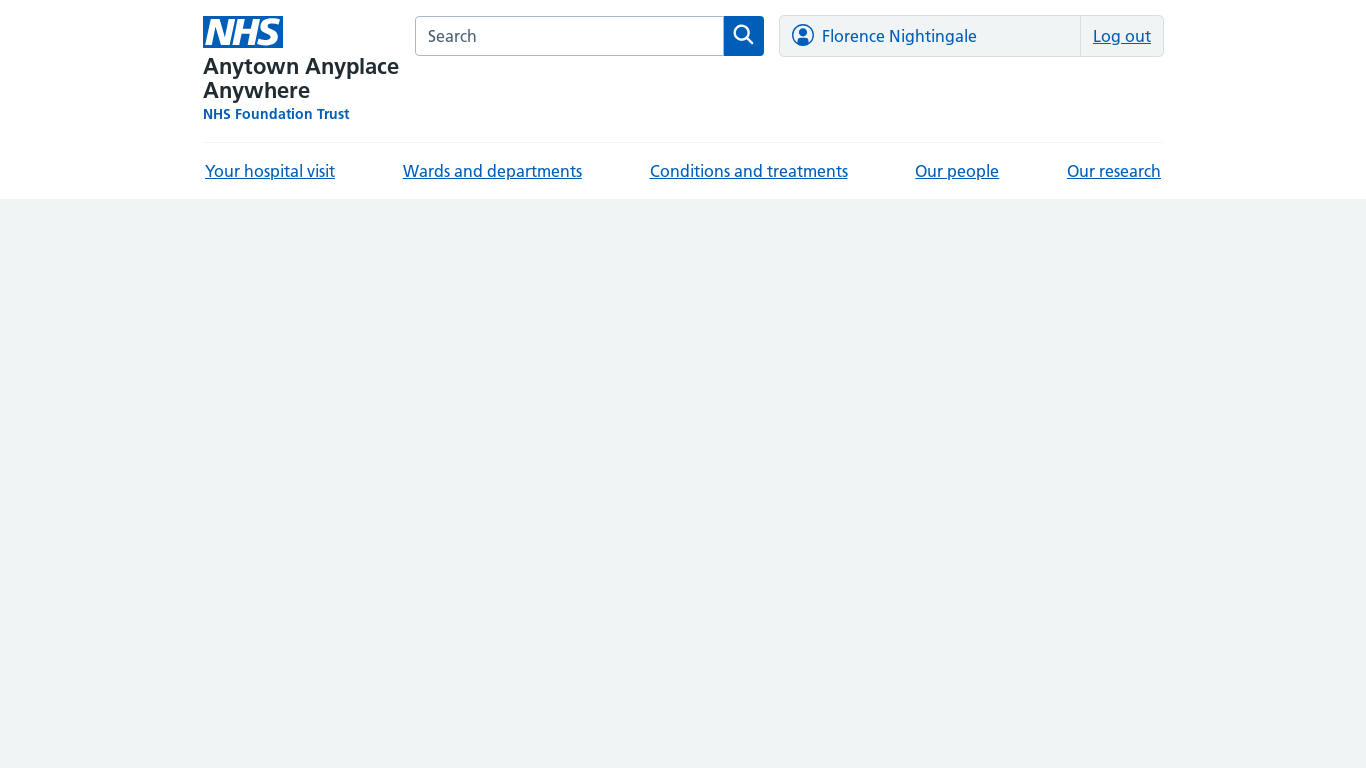 NHS
Anytown Anyplace
Anywhere
NHS Foundation Trust
Search
Florence Nightingale
Log out
Your hospital visit
Wards and departments
Conditions and treatments
Our people
Our research